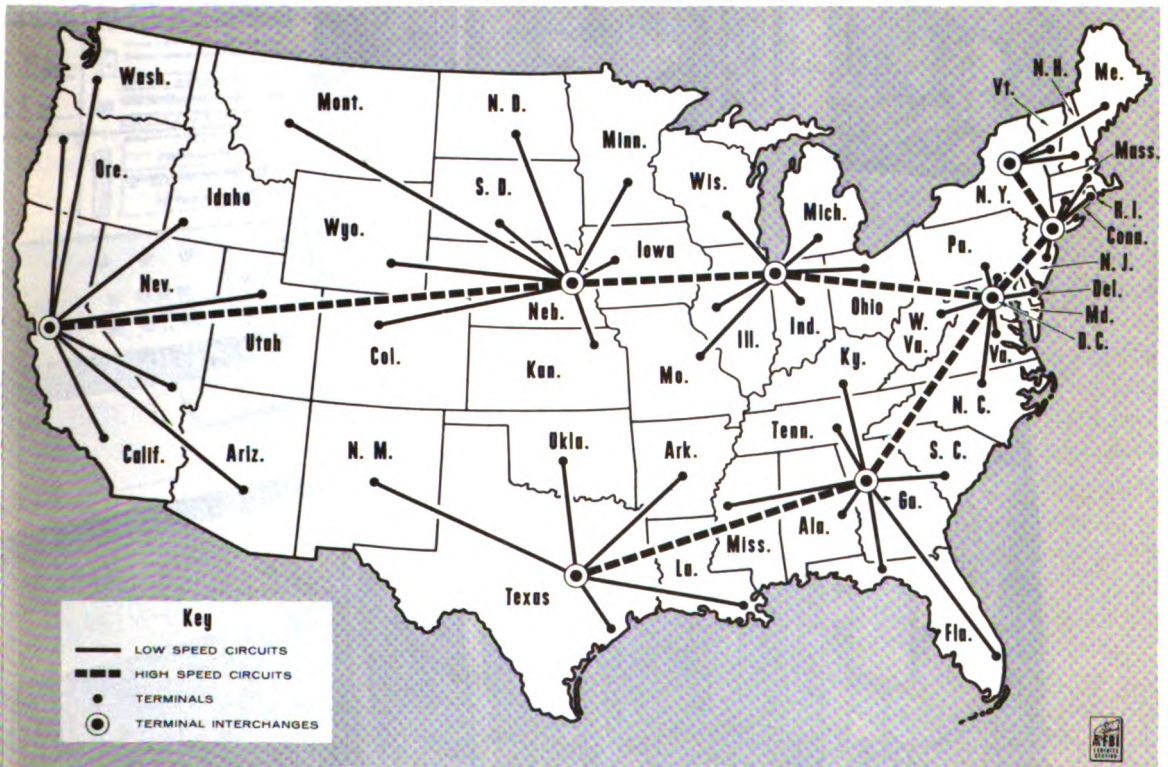 Wash.
Mont.
N. D.
Minn.
Vt.
N. H.
Me.
Ore.
Idaho
S. D.
Wis.
Mich.
Mass.
Wyo.
N. Y.
R. I.
Conn.
Iowa
Pa.
N. J.
Nev.
Neb.
Ohio
Del.
Utah
Col.
Ill.
Ind.
W. Va.
Md.
Va.
D. C.
Kan.
Mo.
Ky.
N. C.
Calif.
Ariz.
N. M.
Okla.
Ark.
Tenn.
S. C.
Ga.
Ala.
Miss.
La.
Texas
Fla.
Key
LOW SPEED CIRCUITS
HIGH SPEED CIRCUITS
TERMINALS
TERMINAL INTERCHANGES
FBI